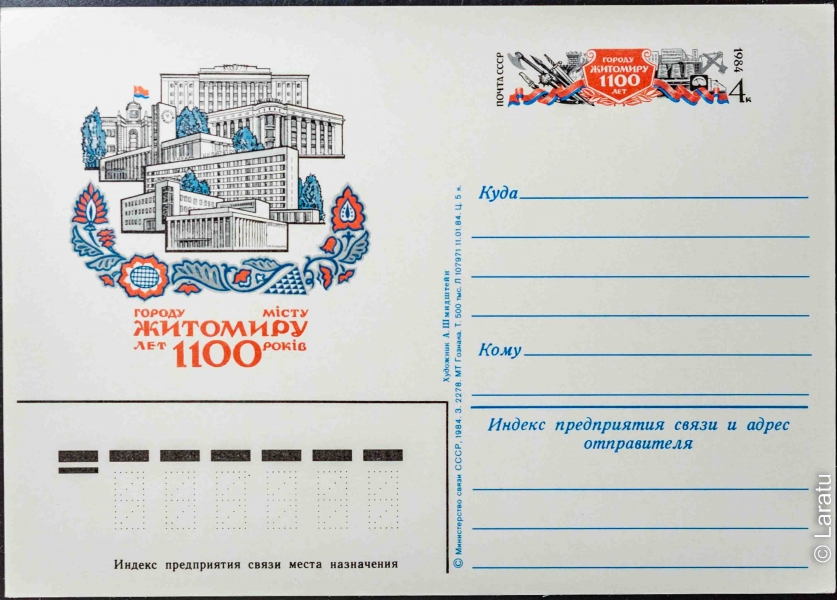 ПОЧТА СССР
ГОРОДУ
ЖИТОМИРУ
1100
ЛЕТ
1984
4к
ГОРОДУ МІСТУ
ЖИТОМИРУ
ЛЕТ 1100 РОКІВ
Куда
Кому
Индекс предприятия связи и адрес
отправителя
Индекс предприятия связи места назначения
© Министерство связи СССР, 1984. З. 2278. МТ Гознака. Т. 500 тыс. Л 107971 11.01.84. Ц. 5 к.
Художник А. Шмидштейн
© Laratu